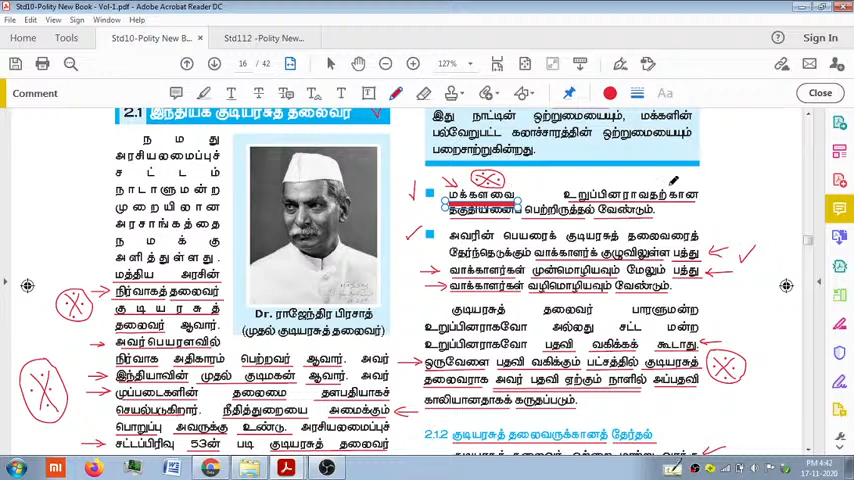 Std10-Polity New Book - Vol-1.pdf - Adobe Acrobat Reader DC
File Edit View Sign Window Help
Home Tools Std10-Polity New B... × Std112 -Polity New... Sign In
16 / 42 127%
Comment Close
2.1 இந்தியக் குடியரசுத் தலைவர்
ந ம து
அரசியலமைப்புச்
ச ட் ட ம்
நாடாளுமன்ற
முறையிலான
அரசாங்கத்தை
ந ம க் கு
அளித்துள்ளது.
மத்திய அரசின்
நிர்வாகத் தலைவர்
கு டி ய ர சு த்
தலைவர் ஆவார்.
அவர்பெயரளவில்
நிர்வாக அதிகாரம் பெற்றவர் ஆவார். அவர்
இந்தியாவின் முதல் குடிமகன் ஆவார். அவர்
முப்படைகளின் தலைமை தளபதியாகச்
செயல்படுகிறார். நீதித்துறையை அமைக்கும்
பொறுப்பு அவருக்கு உண்டு. அரசியலமைப்புச்
சட்டப்பிரிவு 53ன் படி குடியரசுத் தலைவர்
Dr. ராஜேந்திர பிரசாத்
(முதல் குடியரசுத் தலைவர்)
இது நாட்டின் ஒற்றுமையையும், மக்களின்
பல்வேறுபட்ட கலாச்சாரத்தின் ஒற்றுமையையும்
பறைசாற்றுகின்றது.
மக்களவை உறுப்பினராவதற்கான
தகுதியினைப் பெற்றிருத்தல் வேண்டும்.
அவரின் பெயரைக் குடியரசுத் தலைவரைத்
தேர்ந்தெடுக்கும் வாக்காளர்க் குழுவிலுள்ள பத்து
வாக்காளர்கள் முன்மொழியவும் மேலும் பத்து
வாக்காளர்கள் வழிமொழியவும் வேண்டும்.
குடியரசுத் தலைவர் பாரளுமன்ற
உறுப்பினராகவோ அல்லது சட்ட மன்ற
உறுப்பினராகவோ பதவி வகிக்கக் கூடாது.
ஒருவேளை பதவி வகிக்கும் பட்சத்தில் குடியரசுத்
தலைவராக அவர் பதவி ஏற்கும் நாளில் அப்பதவி
காலியானதாகக் கருதப்படும்.
2.1.2 குடியரசுத் தலைவருக்கானத் தேர்தல்
PM 4:42
17-11-2020